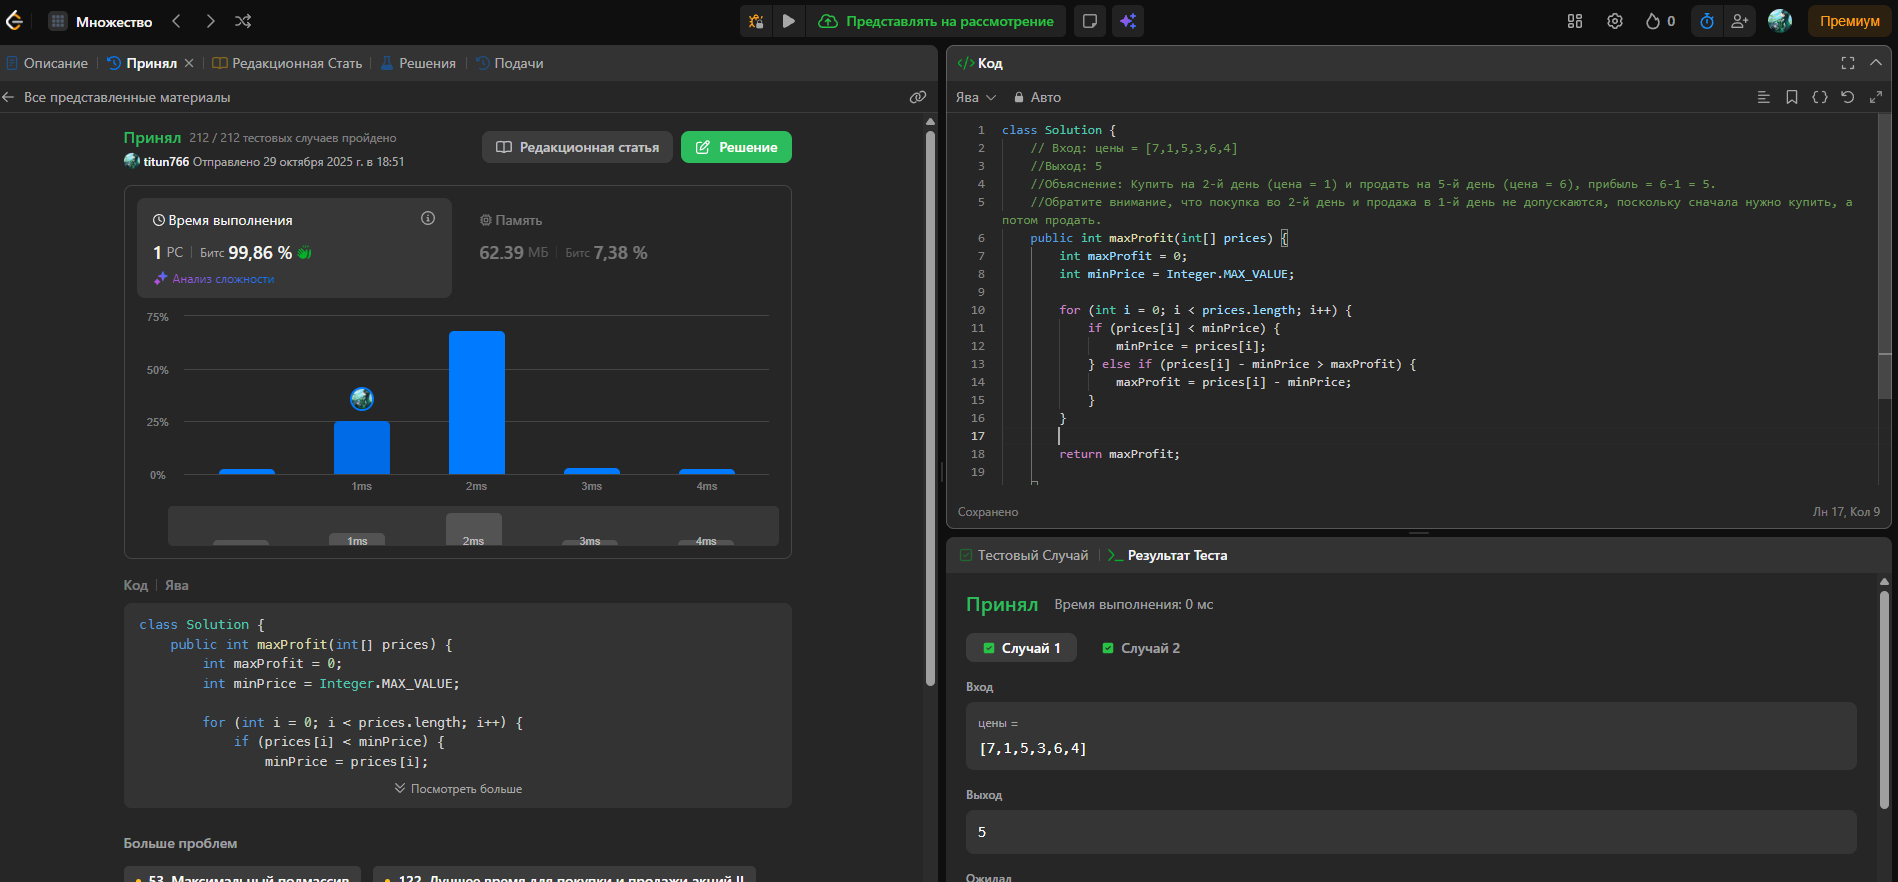 Множество
Представлять на рассмотрение
0
Премиум
Описание
Принял
Редакционная Стать
Решения
Подачи
Все представленные материалы
Принял 212 / 212 тестовых случаев пройдено
titun766 Отправлено 29 октября 2025 г. в 18:51
Редакционная статья
Решение
Время выполнения
1 РС Битс 99,86 %
Анализ сложности
Память
62.39 МБ Битс 7,38 %
75%
50%
25%
0%
1ms 2ms 3ms 4ms
1ms 2ms 3ms 4ms
Код Ява
class Solution {
public int maxProfit(int[] prices) {
int maxProfit = 0;
int minPrice = Integer.MAX_VALUE;
for (int i = 0; i < prices.length; i++) {
if (prices[i] < minPrice) {
minPrice = prices[i];
Посмотреть больше
Больше проблем
53. Максимальный подмассив
122. Лучшее время для покупки и продажи акций II
</> Код
Ява
Авто
1 class Solution {
2 // Вход: цены = [7,1,5,3,6,4]
3 //Выход: 5
4 //Объяснение: Купить на 2-й день (цена = 1) и продать на 5-й день (цена = 6), прибыль = 6-1 = 5.
5 //Обратите внимание, что покупка во 2-й день и продажа в 1-й день не допускаются, поскольку сначала нужно купить, а
потом продать.
6 public int maxProfit(int[] prices) {
7 int maxProfit = 0;
8 int minPrice = Integer.MAX_VALUE;
9
10 for (int i = 0; i < prices.length; i++) {
11 if (prices[i] < minPrice) {
12 minPrice = prices[i];
13 } else if (prices[i] - minPrice > maxProfit) {
14 maxProfit = prices[i] - minPrice;
15 }
16 }
17
18 return maxProfit;
19
Сохранено
Лн 17, Кол 9
Тестовый Случай
Результат Теста
Принял Время выполнения: 0 мс
Случай 1
Случай 2
Вход
цены =
[7,1,5,3,6,4]
Выход
5
Ожидал